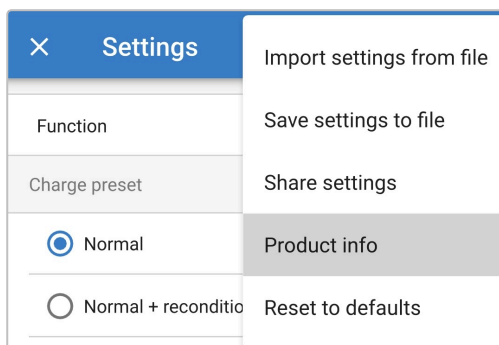 Settings
Function
Charge preset
Normal
Normal + reconditio
Import settings from file
Save settings to file
Share settings
Product info
Reset to defaults